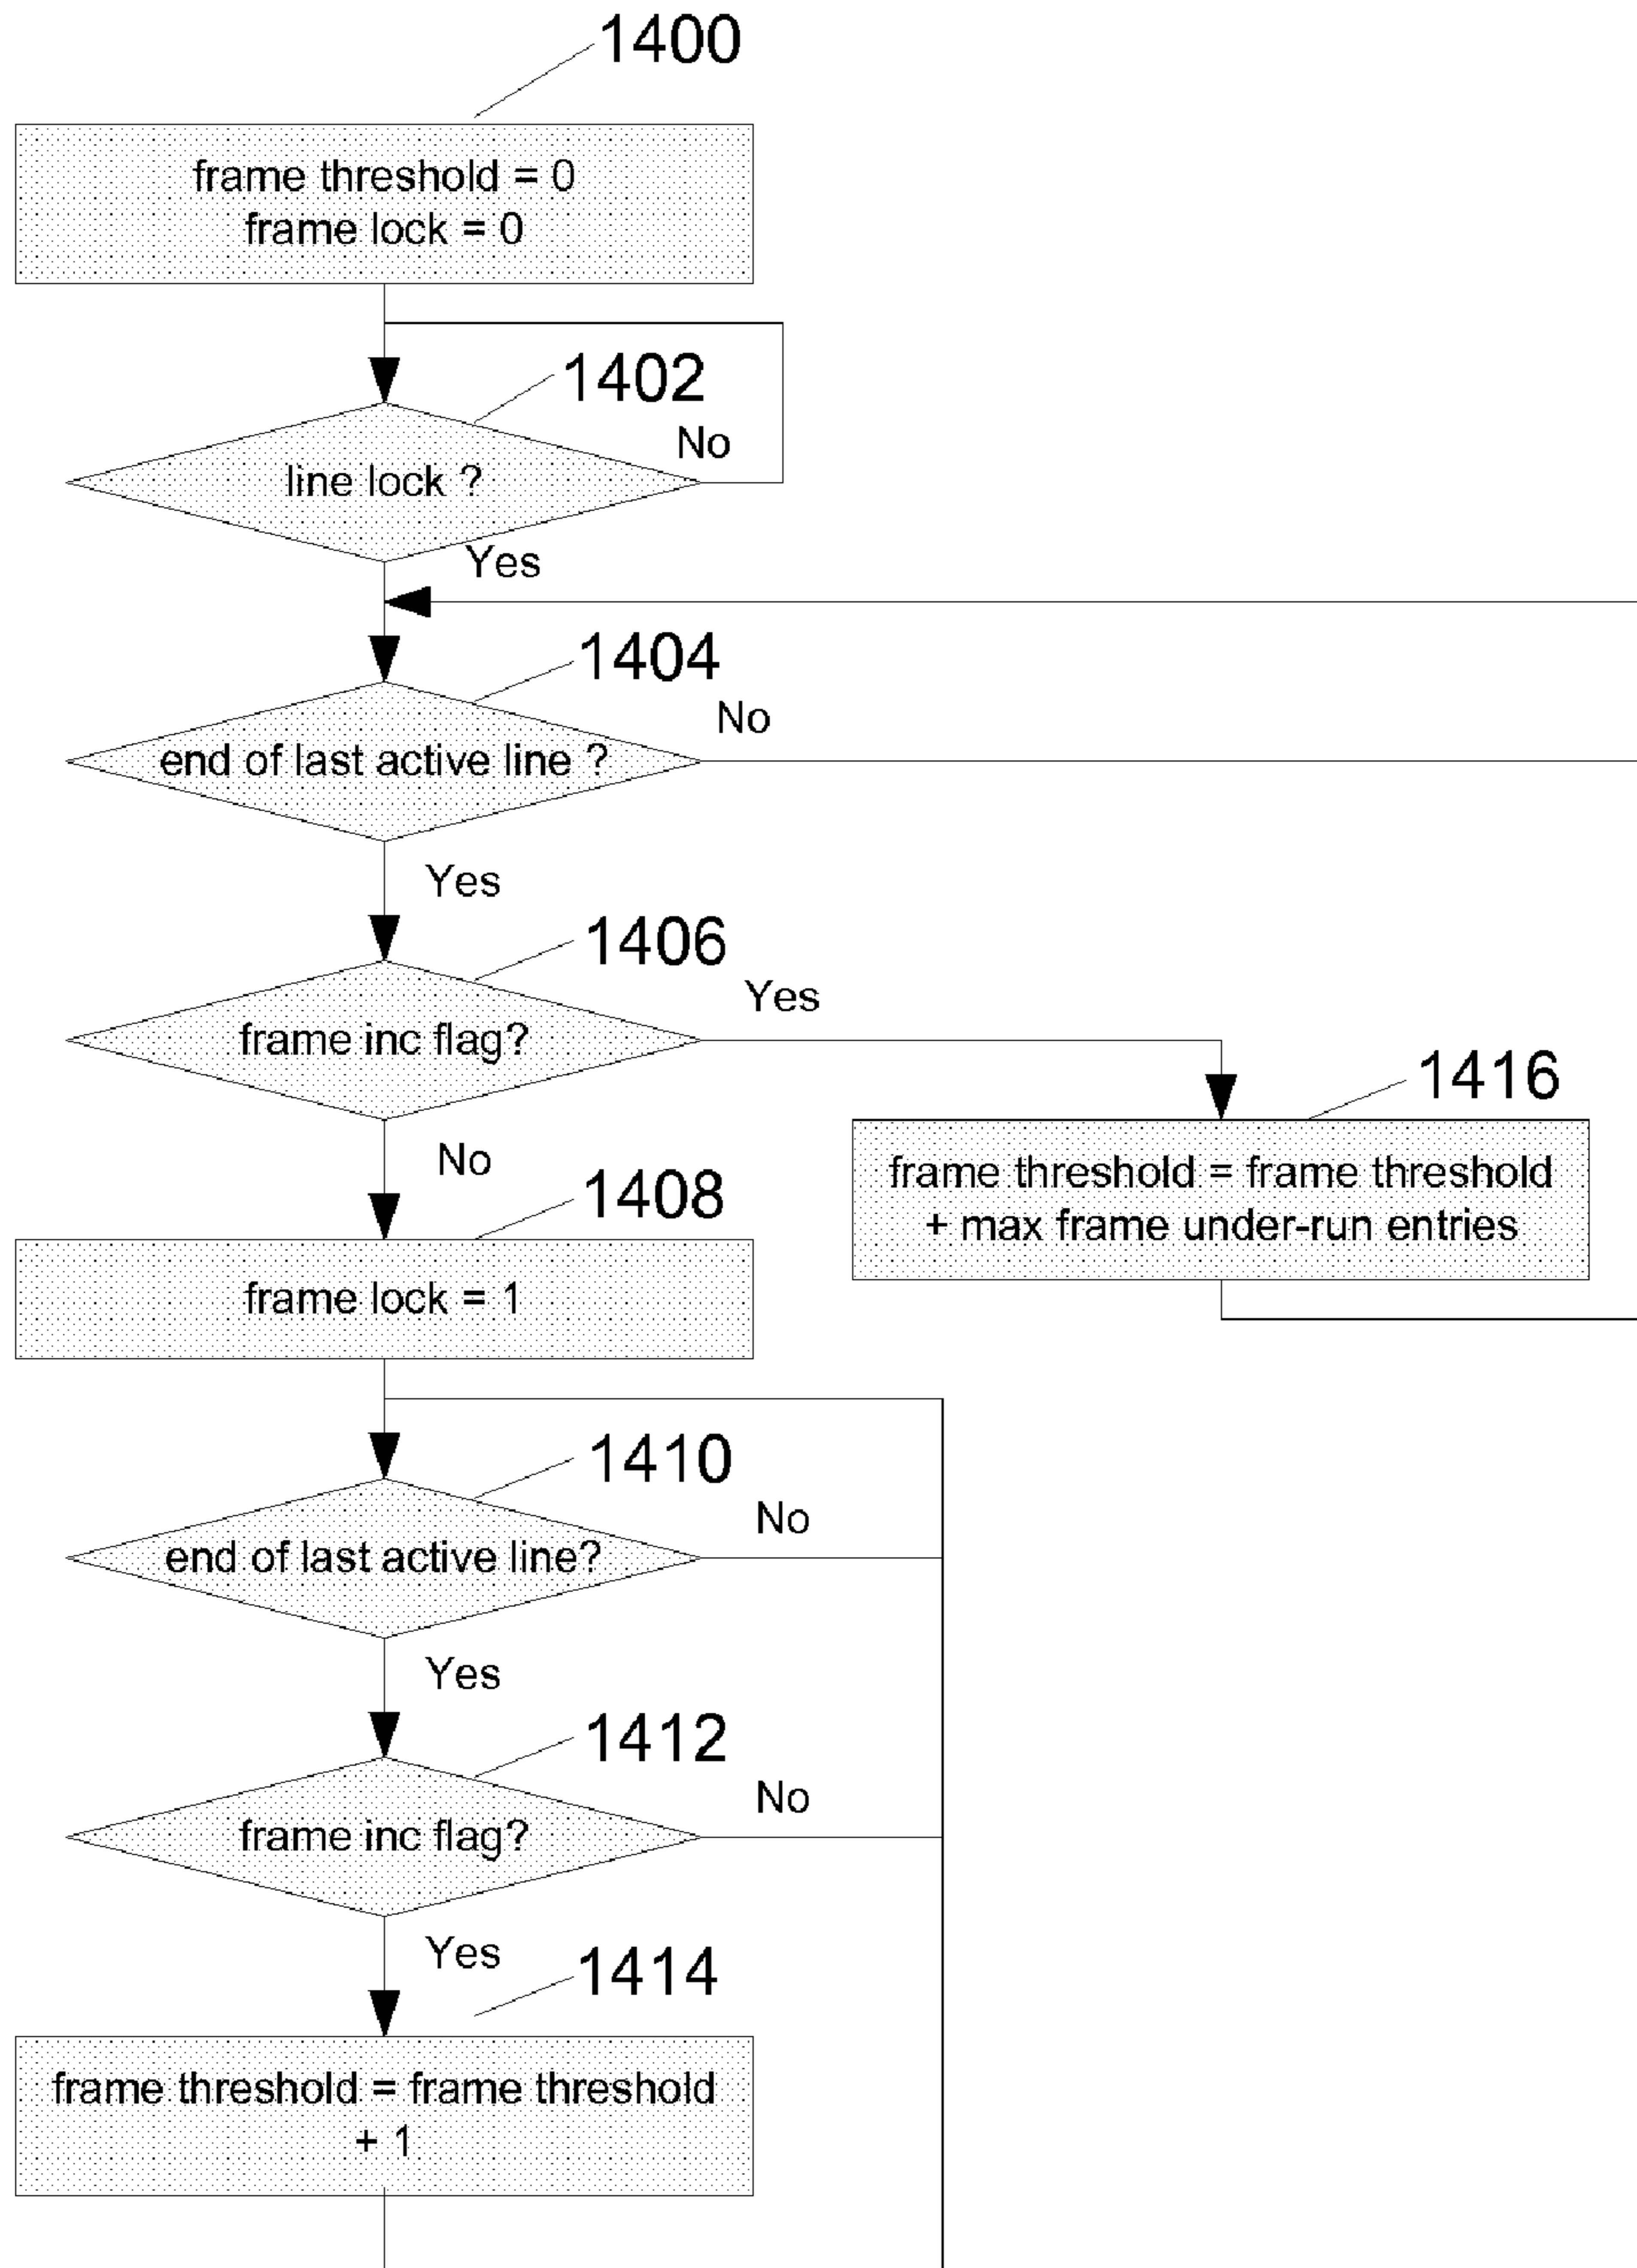 1400
frame threshold = 0
frame lock = 0
1402
No
line lock ?
Yes
1404
No
end of last active line ?
Yes
1406
Yes
frame inc flag?
1416
No
frame threshold = frame threshold
+ max frame under-run entries
1408
frame lock = 1
1410
No
end of last active line?
Yes
1412
No
frame inc flag?
Yes
1414
frame threshold = frame threshold
+ 1